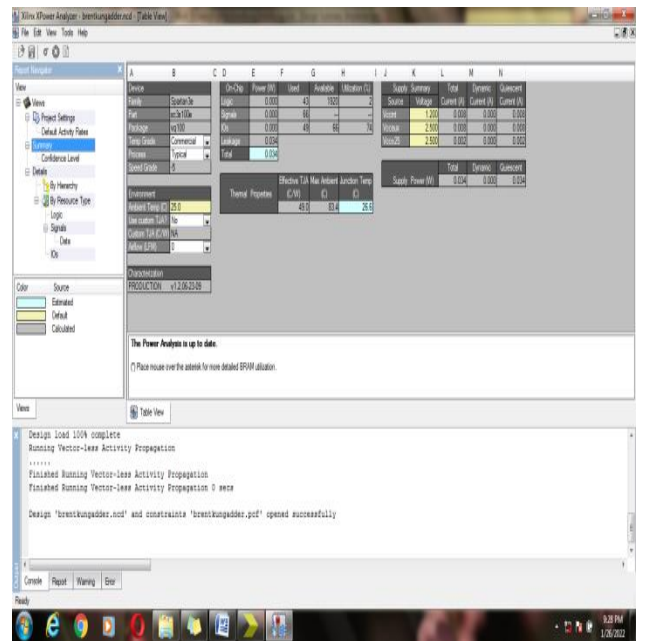 Xilinx XPower Analyzer - brentkungadder.ncd - [Table View]
File Edit View Tools Help
Report Navigator
View
Views
Project Settings
Default Activity Rates
Summary
Confidence Level
Details
By Hierarchy
By Resource Type
Logic
Signals
Data
IOs
Color Source
Estimated
Default
Calculated
Views
A B C D E F G H I J K L M N
Device
Family Spartan3e
Part xc3s100e
Package vq100
Temp Grade Commercial
Process Typical
Speed Grade -5
Environment
Ambient Temp (C) 25.0
Use custom TJA? No
Custom TJA (C/W) NA
Airflow (LFM) 0
Characterization
PRODUCTION v1.2,06-23-09
On-Chip Power (W) Used Available Utilization (%)
Logic 0.000 43 1920 2
Signals 0.000 66 --- ---
IOs 0.000 49 66 74
Leakage 0.034
Total 0.034
Effective TJA Max Ambient Junction Temp
Thermal Properties (C/W) (C) (C)
49.0 83.4 26.6
Supply Summary Total Dynamic Quiescent
Source Voltage Current (A) Current (A) Current (A)
Vccint 1.200 0.008 0.000 0.008
Vccaux 2.500 0.008 0.000 0.008
Vcco25 2.500 0.002 0.000 0.002
Total Dynamic Quiescent
Supply Power (W) 0.034 0.000 0.034
The Power Analysis is up to date.
(*) Place mouse over the asterisk for more detailed BRAM utilization.
Table View
Design load 100% complete
Running Vector-less Activity Propagation
......
Finished Running Vector-less Activity Propagation
Finished Running Vector-less Activity Propagation 0 secs
Design 'brentkungadder.ncd' and constraints 'brentkungadder.pcf' opened successfully
Console Report Warning Error
Ready
9:28 PM
1/26/2022